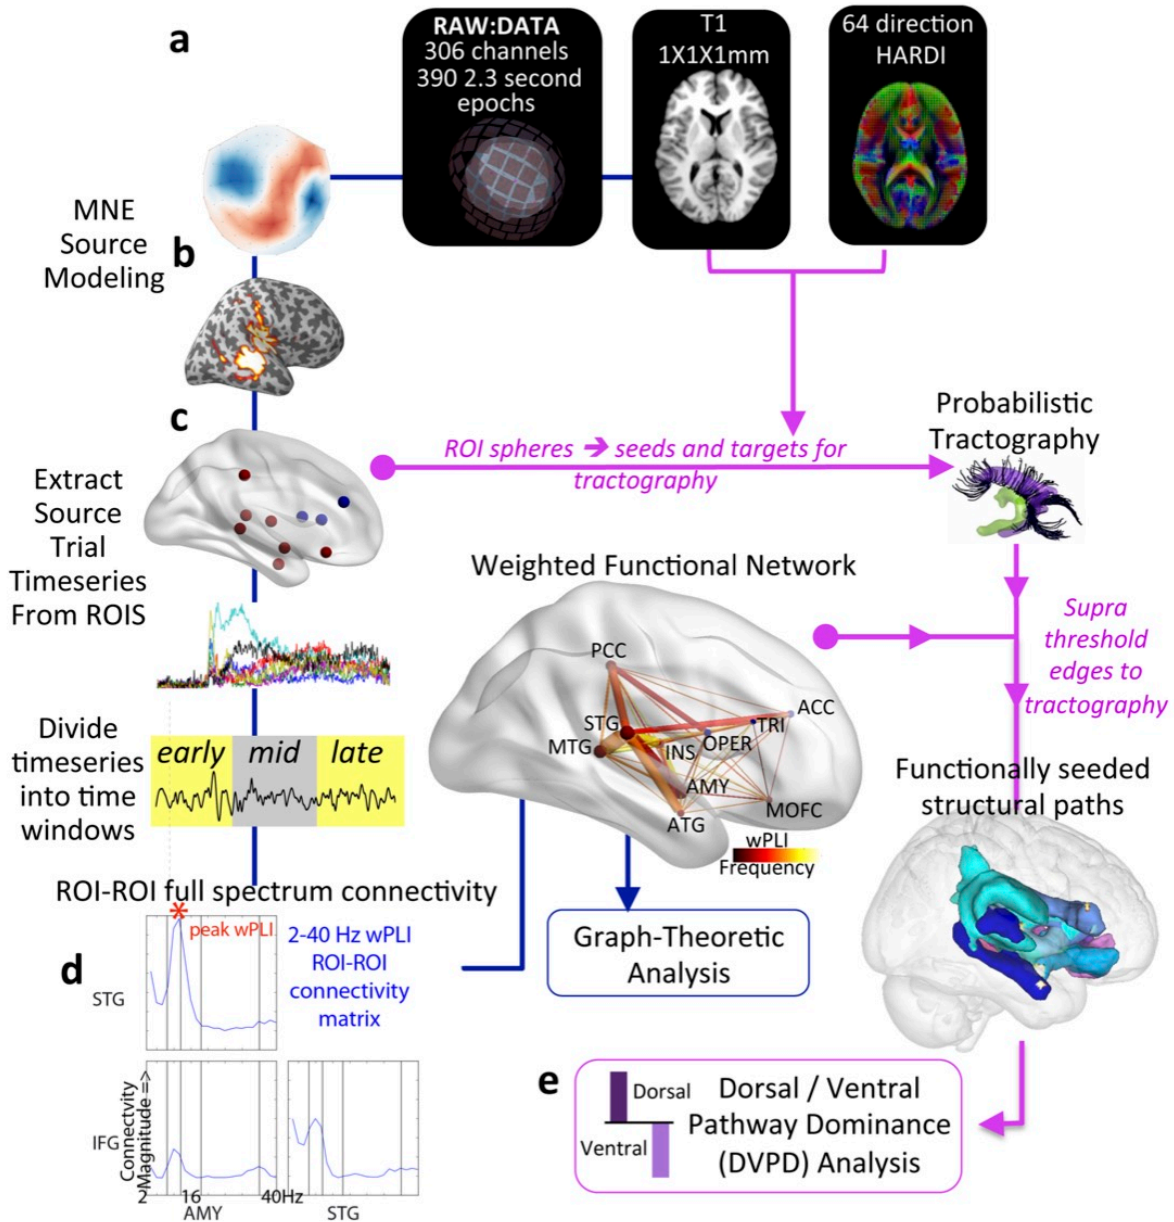 a
RAW:DATA
306 channels
390 2.3 second
epochs
T1
1X1X1mm
64 direction
HARDI
MNE
Source
Modeling
b
c
Extract
Source
Trial
Timeseries
From ROIS
ROI spheres ➔ seeds and targets for
tractography
Probabilistic
Tractography
Weighted Functional Network
PCC
STG
MTG
INS
OPER
TRI
ACC
AMY
ATG
MOFC
wPLI
Frequency
Supra
threshold
edges to
tractography
Divide
timeseries
into time
windows
early mid late
Functionally seeded
structural paths
ROI-ROI full spectrum connectivity
* peak wPLI
d
2-40 Hz wPLI
ROI-ROI
connectivity
matrix
STG
Graph-Theoretic
Analysis
IFG
Connectvity
Magnitude =>
2 16 40Hz
AMY
STG
e
Dorsal
Ventral
Dorsal / Ventral
Pathway Dominance
(DVPD) Analysis